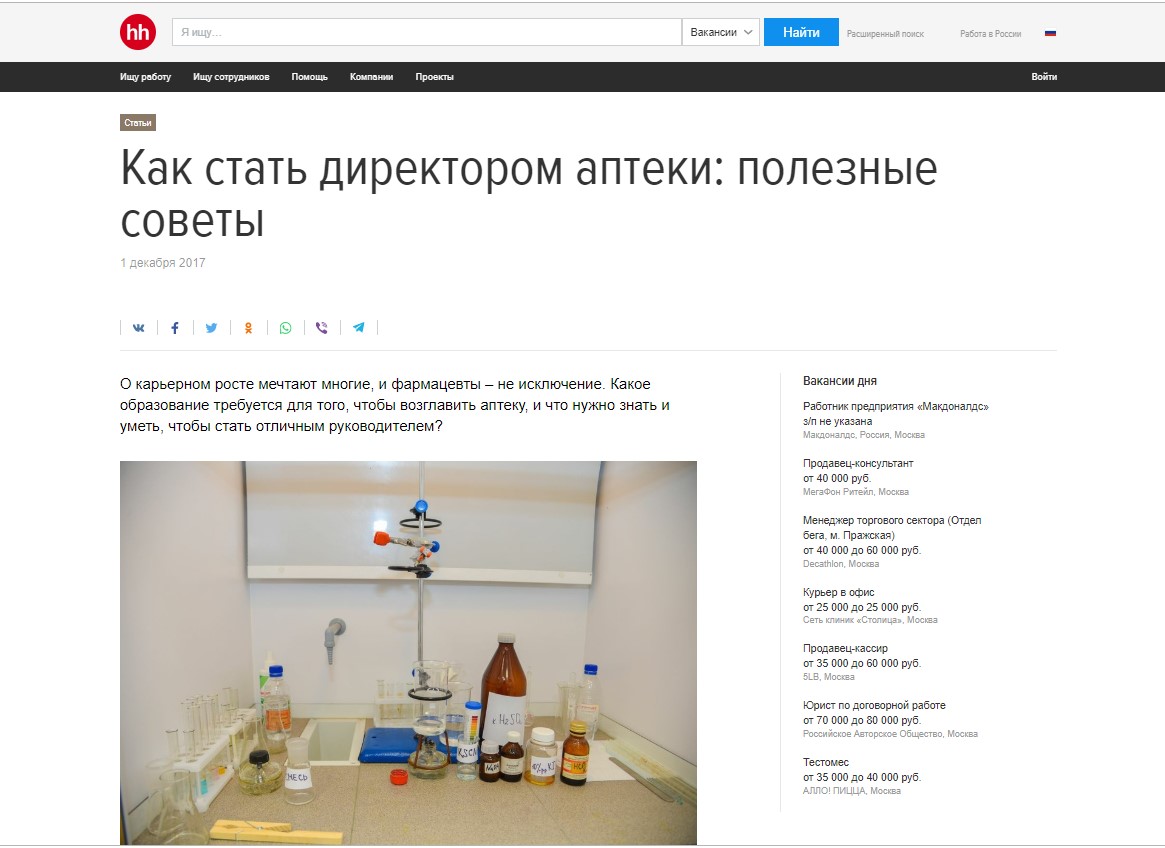 hh
Я ищу...
Вакансии
Найти
Расширенный поиск
Работа в России
Ищу работу
Ищу сотрудников
Помощь
Компании
Проекты
Войти
Статьи
Как стать директором аптеки: полезные
советы
1 декабря 2017
О карьерном росте мечтают многие, и фармацевты – не исключение. Какое
образование требуется для того, чтобы возглавить аптеку, и что нужно знать и
уметь, чтобы стать отличным руководителем?
к H₂SO₄
KSCN
СМЕСЬ
Вакансии дня
Работник предприятия «Макдоналдс»
з/п не указана
Макдоналдс, Россия, Москва
Продавец-консультант
от 40 000 руб.
МегаФон Ритейл, Москва
Менеджер торгового сектора (Отдел
бега, м. Пражская)
от 40 000 до 60 000 руб.
Decathlon, Москва
Курьер в офис
от 25 000 до 25 000 руб.
Сеть клиник «Столица», Москва
Продавец-кассир
от 35 000 до 60 000 руб.
5LB, Москва
Юрист по договорной работе
от 70 000 до 80 000 руб.
Российское Авторское Общество, Москва
Тестомес
от 35 000 до 40 000 руб.
АЛЛО! ПИЦЦА, Москва